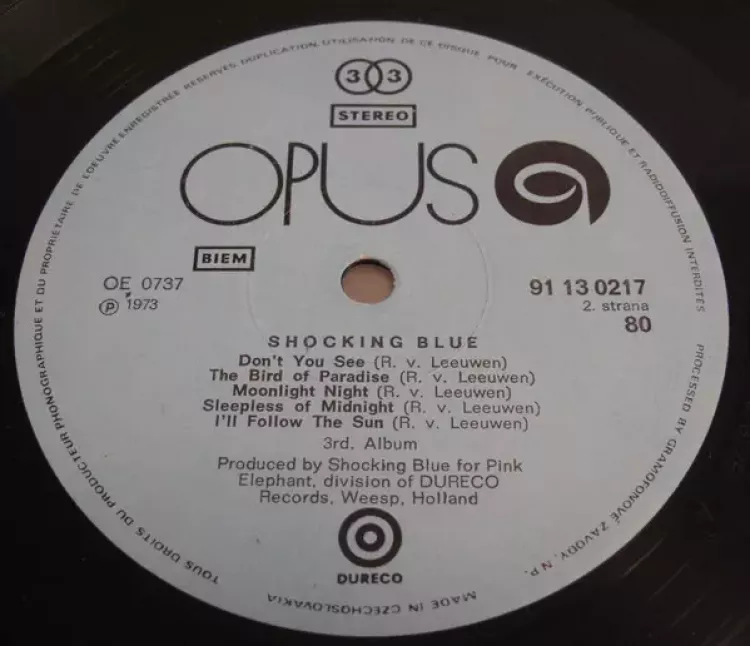 33
STEREO
OPUS
BIEM
OE 0737
Ⓟ 1973
91 13 0217
2. strana
80
SHOCKING BLUE
Don't You See (R. v. Leeuwen)
The Bird of Paradise (R. v. Leeuwen)
Moonlight Night (R. v. Leeuwen)
Sleepless of Midnight (R. v. Leeuwen)
I'll Follow The Sun (R. v. Leeuwen)
3rd. Album
Produced by Shocking Blue for Pink
Elephant, division of DURECO
Records, Weesp, Holland
DURECO
TOUS DROITS DU PRODUCTEUR PHONOGRAPHIQUE ET DU PROPRIÉTAIRE DE L'OEUVRE ENREGISTRÉE RÉSERVÉS. DUPLICATION, UTILISATION DE CE DISQUE POUR EXÉCUTION PUBLIQUE ET RADIODIFFUSION INTERDITES
PROCESSED BY GRAMOFONOVÉ ZÁVODY, N.P.
MADE IN CZECHOSLOVAKIA